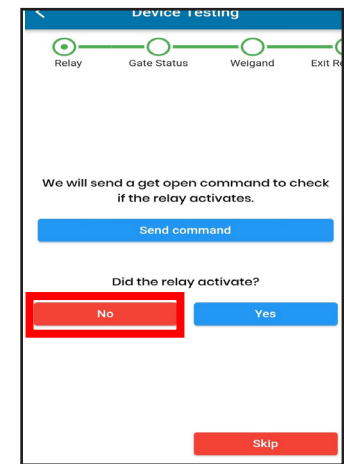 Device Testing
Relay Gate Status Weigand Exit
We will send a get open command to check
if the relay activates.
Send command
Did the relay activate?
No Yes
Skip